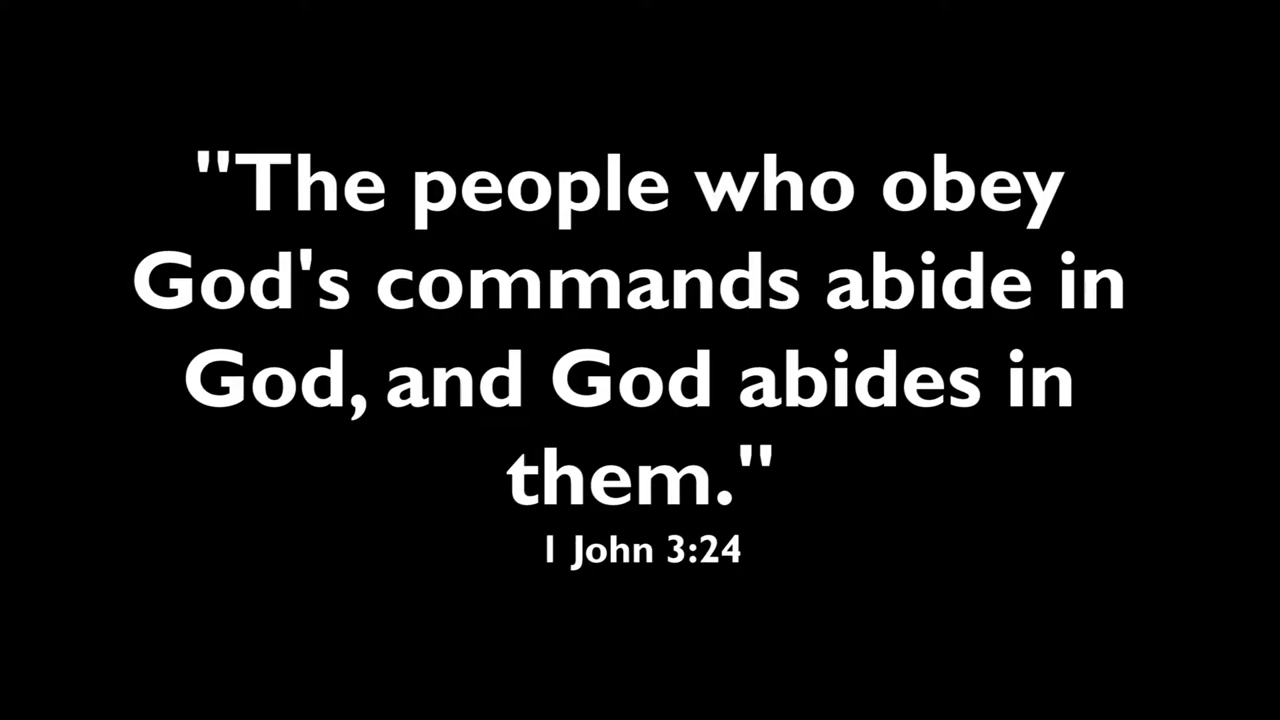 "The people who obey
God's commands abide in
God, and God abides in
them."
1 John 3:24